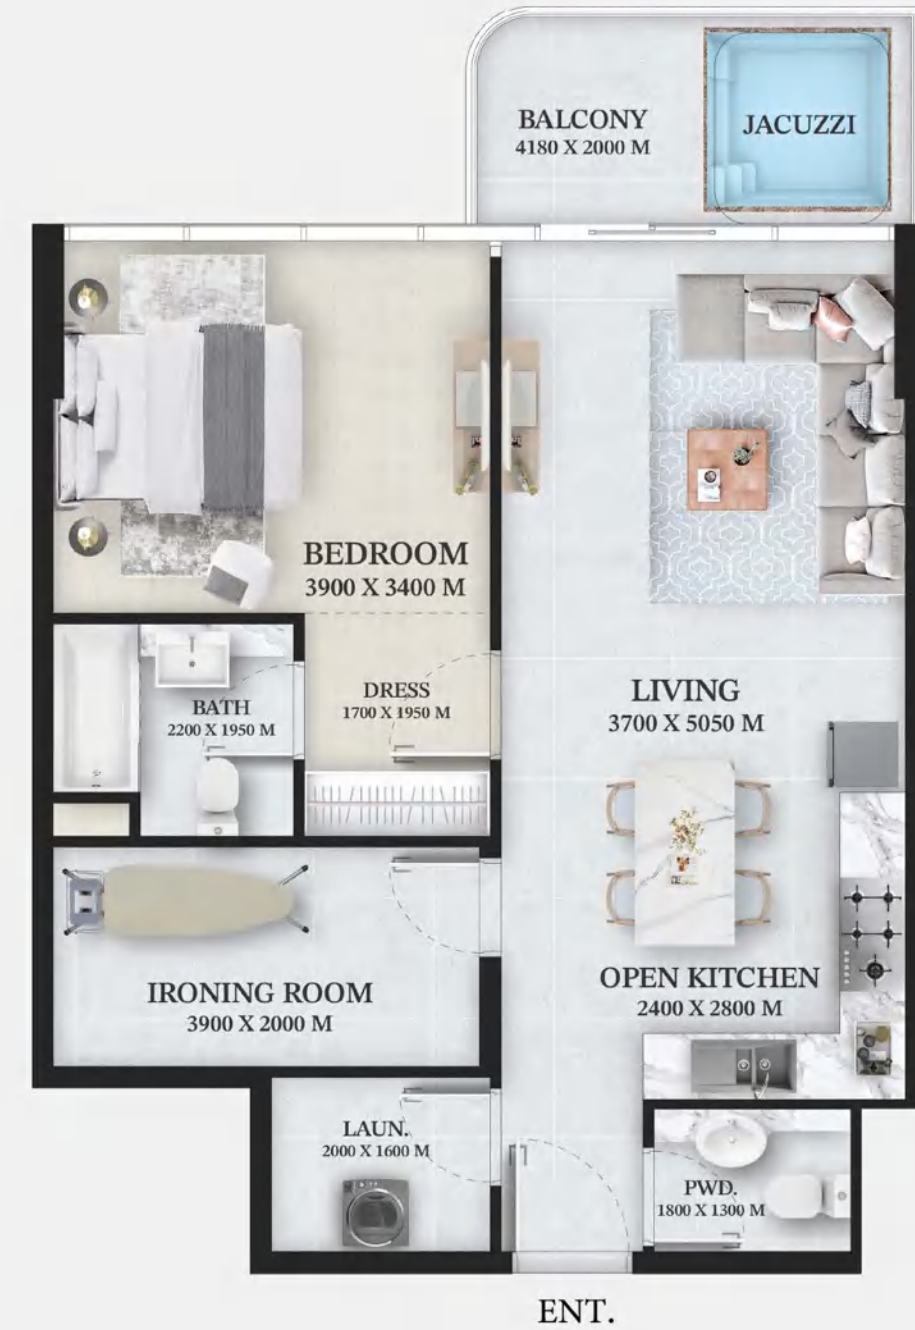 BALCONY
4180 X 2000 M
JACUZZI
BEDROOM
3900 X 3400 M
DRESS
1700 X 1950 M
BATH
2200 X 1950 M
LIVING
3700 X 5050 M
IRONING ROOM
3900 X 2000 M
OPEN KITCHEN
2400 X 2800 M
LAUN.
2000 X 1600 M
PWD.
1800 X 1300 M
ENT.